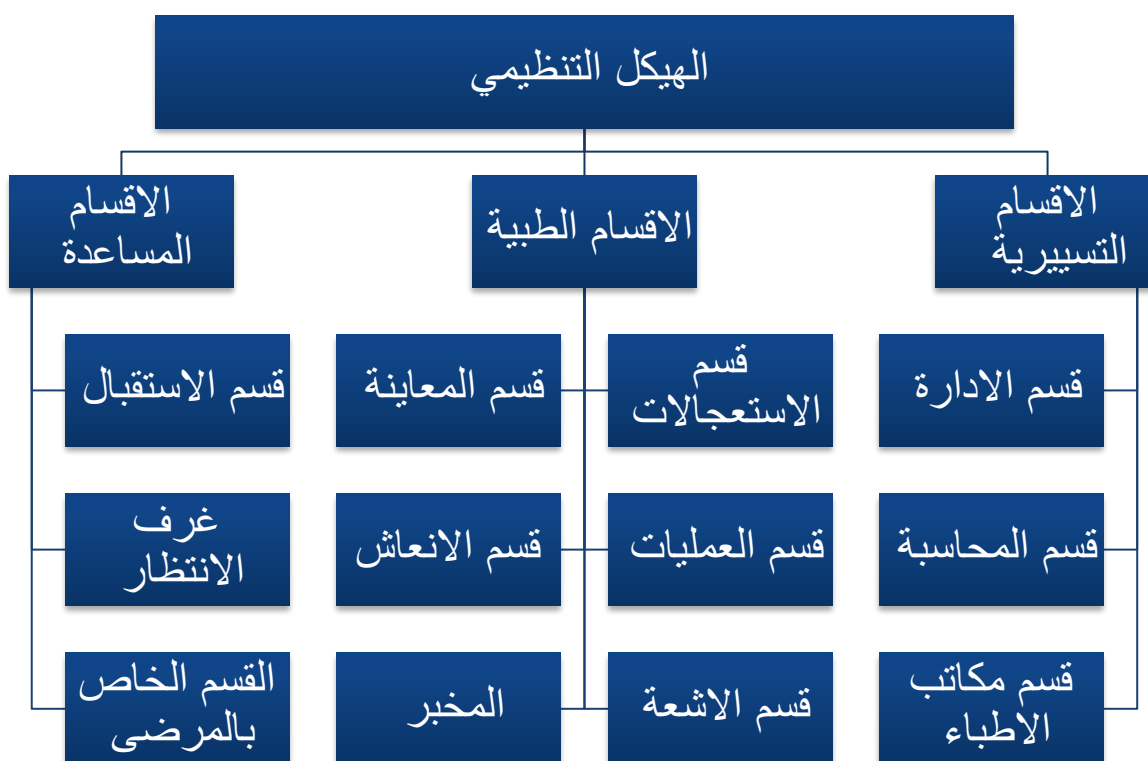 الهيكل التنظيمي
الاقسام
التسييرية
الاقسام الطبية
الاقسام
المساعدة
قسم الادارة
قسم
الاستعجالات
قسم المعاينة
قسم الاستقبال
قسم المحاسبة
قسم العمليات
قسم الانعاش
غرف
الانتظار
قسم مكاتب
الاطباء
قسم الاشعة
المخبر
القسم الخاص
بالمرضى